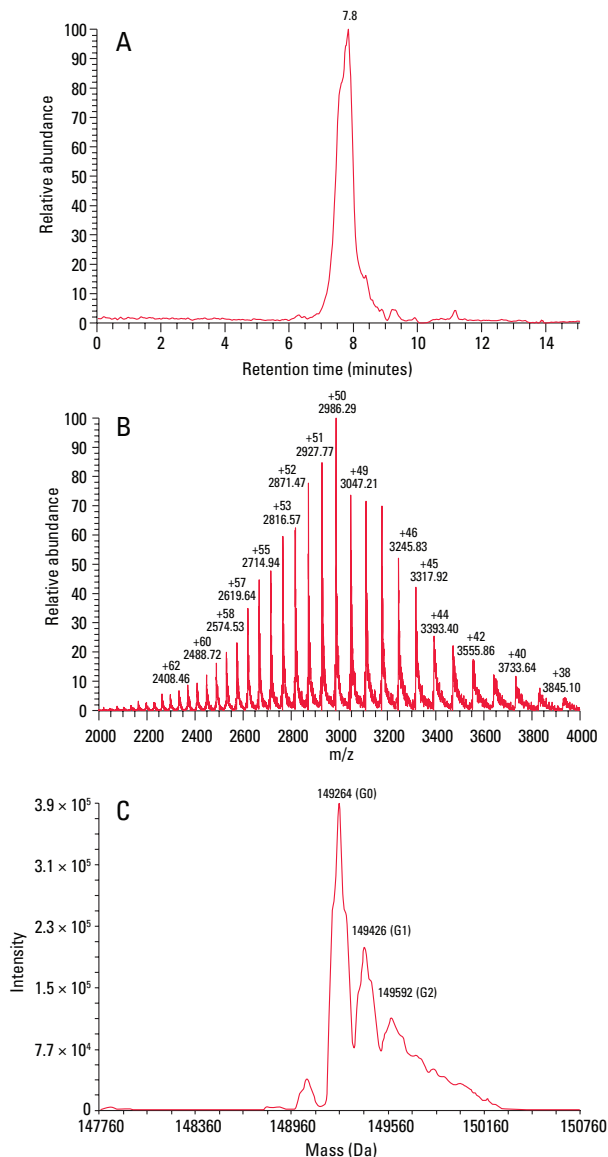 7.8
A
100
90
80
70
60
50
40
30
20
10
0
Relative abundance
0 2 4 6 8 10 12 14
Retention time (minutes)
B
+50
2986.29
+51
2927.77
+52
2871.47
+49
3047.21
+53
2816.57
+55
2714.94
+46
3245.83
+57
2619.64
+45
3317.92
+58
2574.53
+44
3393.40
+60
2488.72
+42
3555.86
+62
2408.46
+40
3733.64
+38
3845.10
100
90
80
70
60
50
40
30
20
10
0
Relative abundance
2000 2200 2400 2600 2800 3000 3200 3400 3600 3800 4000
m/z
C
149264 (G0)
149426 (G1)
149592 (G2)
3.9 × 10⁵
3.1 × 10⁵
2.3 × 10⁵
1.5 × 10⁵
7.7 × 10⁴
0
Intensity
147760 148360 148960 149560 150160 150760
Mass (Da)